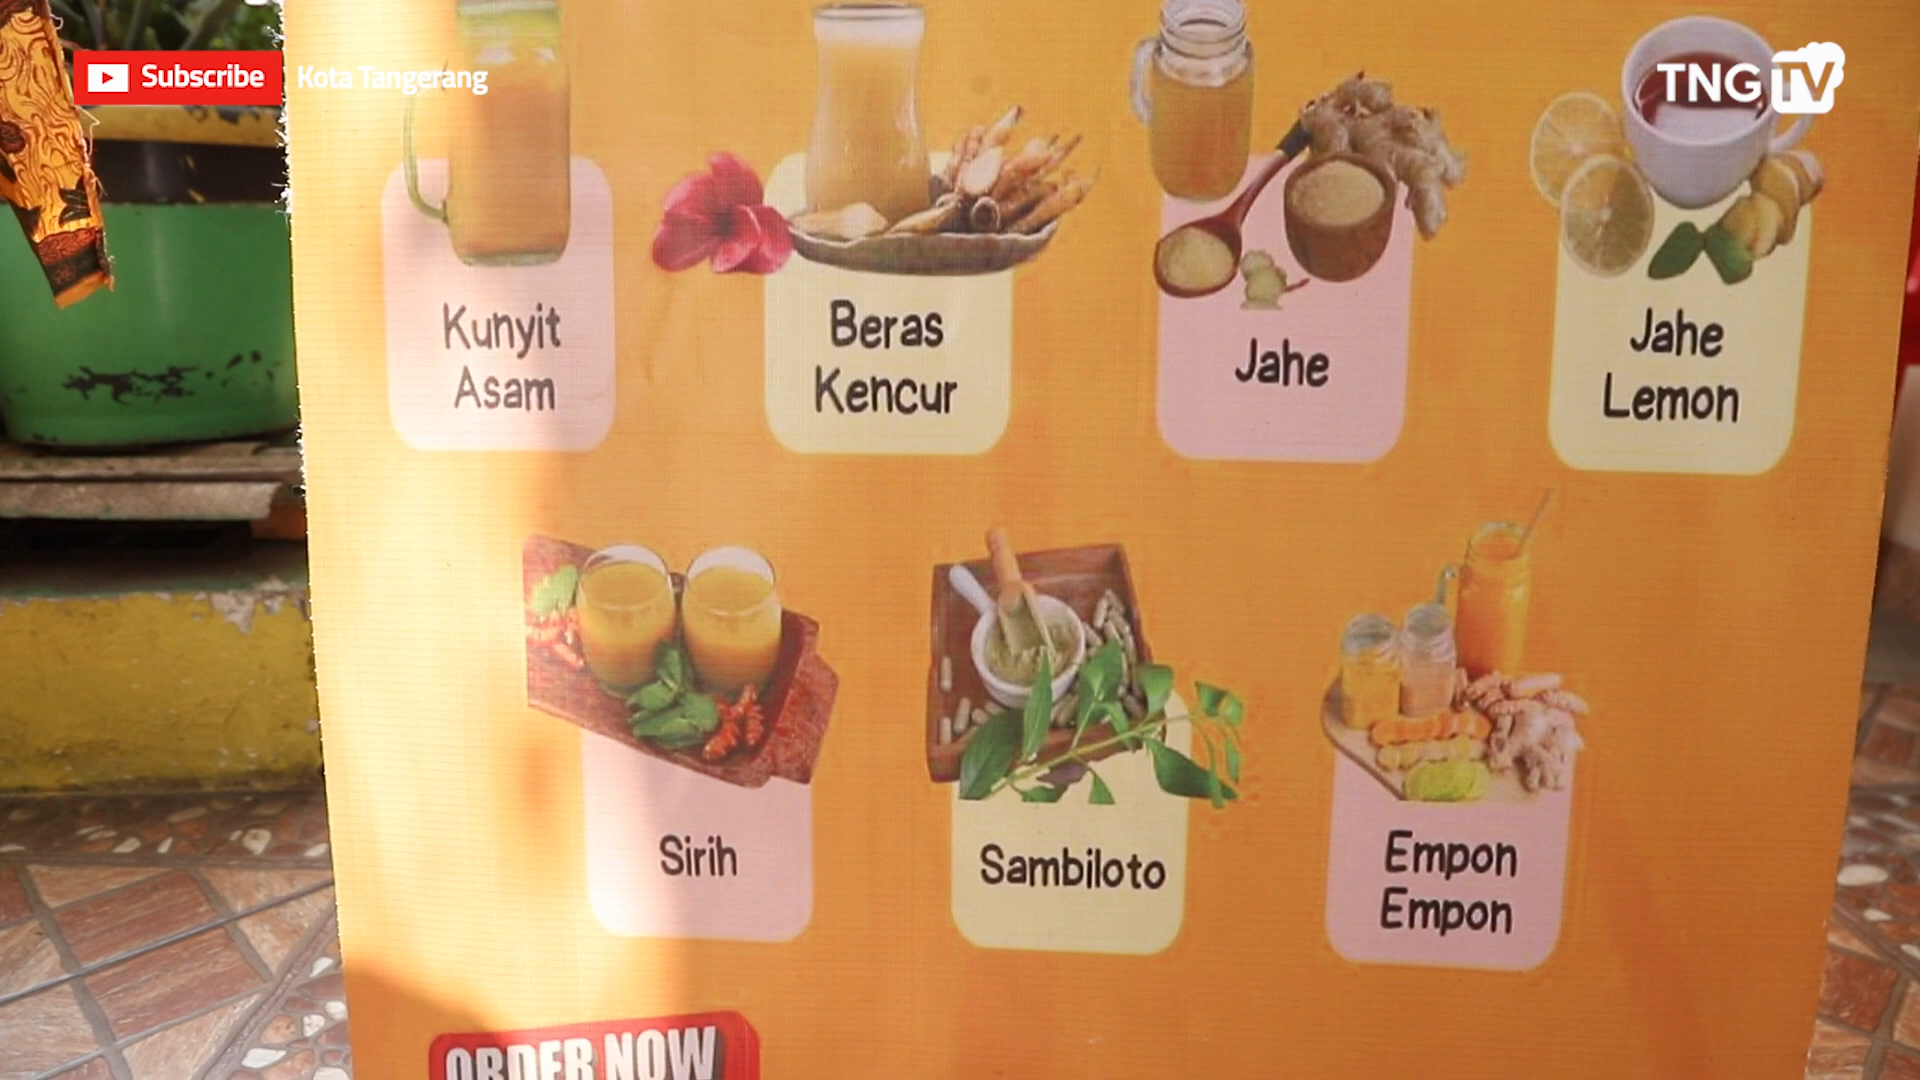 Subscribe Kota Tangerang
TNG TV
Kunyit
Asam
Beras
Kencur
Jahe
Jahe
Lemon
Sirih
Sambiloto
Empon
Empon
ORDER NOW